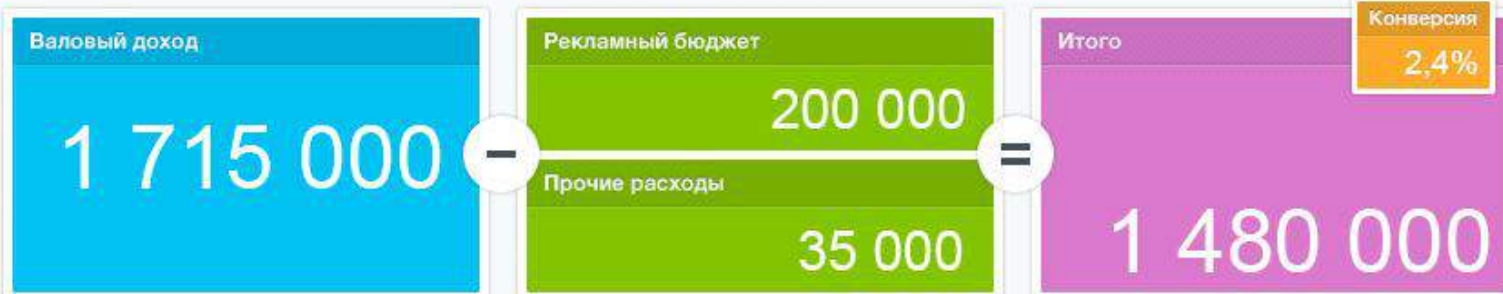 Валовый доход
1 715 000
−
Рекламный бюджет
200 000
Прочие расходы
35 000
=
Итого
Конверсия
2,4%
1 480 000